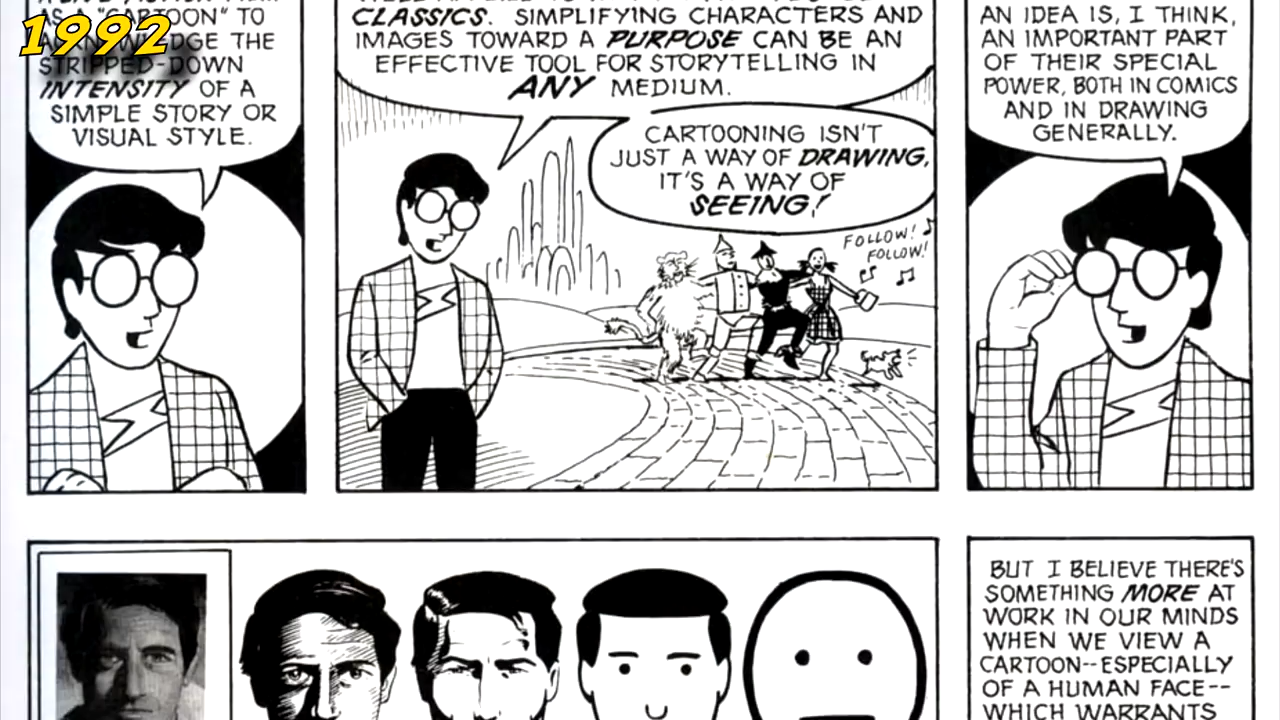 1992
AS A "CARTOON" TO
ACKNOWLEDGE THE
STRIPPED-DOWN
INTENSITY OF A
SIMPLE STORY OR
VISUAL STYLE.
CLASSICS. SIMPLIFYING CHARACTERS AND
IMAGES TOWARD A PURPOSE CAN BE AN
EFFECTIVE TOOL FOR STORYTELLING IN
ANY MEDIUM.
CARTOONING ISN'T
JUST A WAY OF DRAWING,
IT'S A WAY OF
SEEING!
FOLLOW!
FOLLOW!
AN IDEA IS, I THINK,
AN IMPORTANT PART
OF THEIR SPECIAL
POWER, BOTH IN COMICS
AND IN DRAWING
GENERALLY.
BUT I BELIEVE THERE'S
SOMETHING MORE AT
WORK IN OUR MINDS
WHEN WE VIEW A
CARTOON--ESPECIALLY
OF A HUMAN FACE--
WHICH WARRANTS